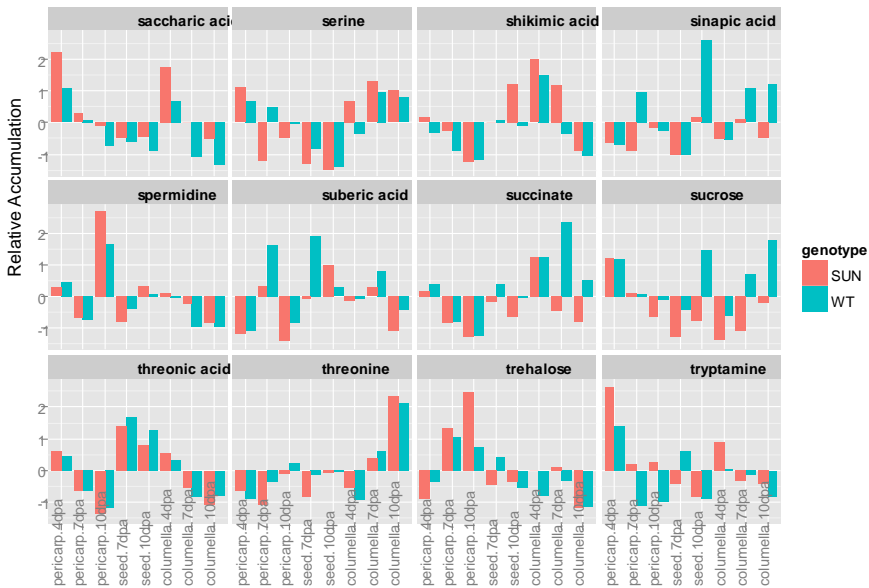 saccharic aci
serine
shikimic acid
sinapic acid
2
1
0
-1
spermidine
suberic acid
succinate
sucrose
2
1
0
-1
threonic acid
threonine
trehalose
tryptamine
2
1
0
-1
Relative Accumulation
genotype
SUN
WT
pericarp.4dpa
pericarp.7dpa
pericarp.10dpa
seed.7dpa
seed.10dpa
columella.4dpa
columella.7dpa
columella.10dpa
pericarp.4dpa
pericarp.7dpa
pericarp.10dpa
seed.7dpa
seed.10dpa
columella.4dpa
columella.7dpa
columella.10dpa
pericarp.4dpa
pericarp.7dpa
pericarp.10dpa
seed.7dpa
seed.10dpa
columella.4dpa
columella.7dpa
columella.10dpa
pericarp.4dpa
pericarp.7dpa
pericarp.10dpa
seed.7dpa
seed.10dpa
columella.4dpa
columella.7dpa
columella.10dpa